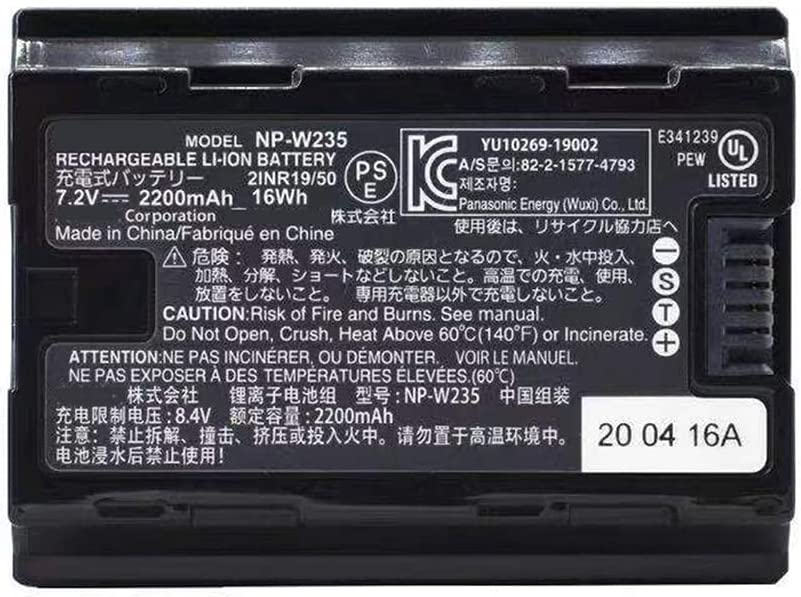 MODEL NP-W235
RECHARGEABLE LI-ION BATTERY
充電式バッテリー 2INR19/50
7.2V⎓ 2200mAh 16Wh
Corporation
株式会社
Made in China/Fabriqué en Chine
PS
E
KC
YU10269-19002
A/S문의:82-2-1577-4793
제조자명:
Panasonic Energy (Wuxi) Co., Ltd.
E341239
PEW
UL
LISTED
使用後は、リサイクル協力店へ
⚠危険: 発熱、発火、破裂の原因となるので、火・水中投入、
加熱、分解、ショートなどしないこと。高温での充電、使用、
放置をしないこと。 専用充電器以外で充電しないこと。
CAUTION:Risk of Fire and Burns. See manual.
Do Not Open, Crush, Heat Above 60℃(140℉) or Incinerate.
−
S
T
+
ATTENTION:NE PAS INCINÉRER, OU DÉMONTER. VOIR LE MANUEL.
NE PAS EXPOSER À DES TEMPÉRATURES ÉLEVÉES.(60℃)
株式会社 锂离子电池组 型号:NP-W235 中国组装
充电限制电压:8.4V 额定容量:2200mAh
注意:禁止拆解、撞击、挤压或投入火中。请勿置于高温环境中。
电池浸水后禁止使用!
20 04 16A